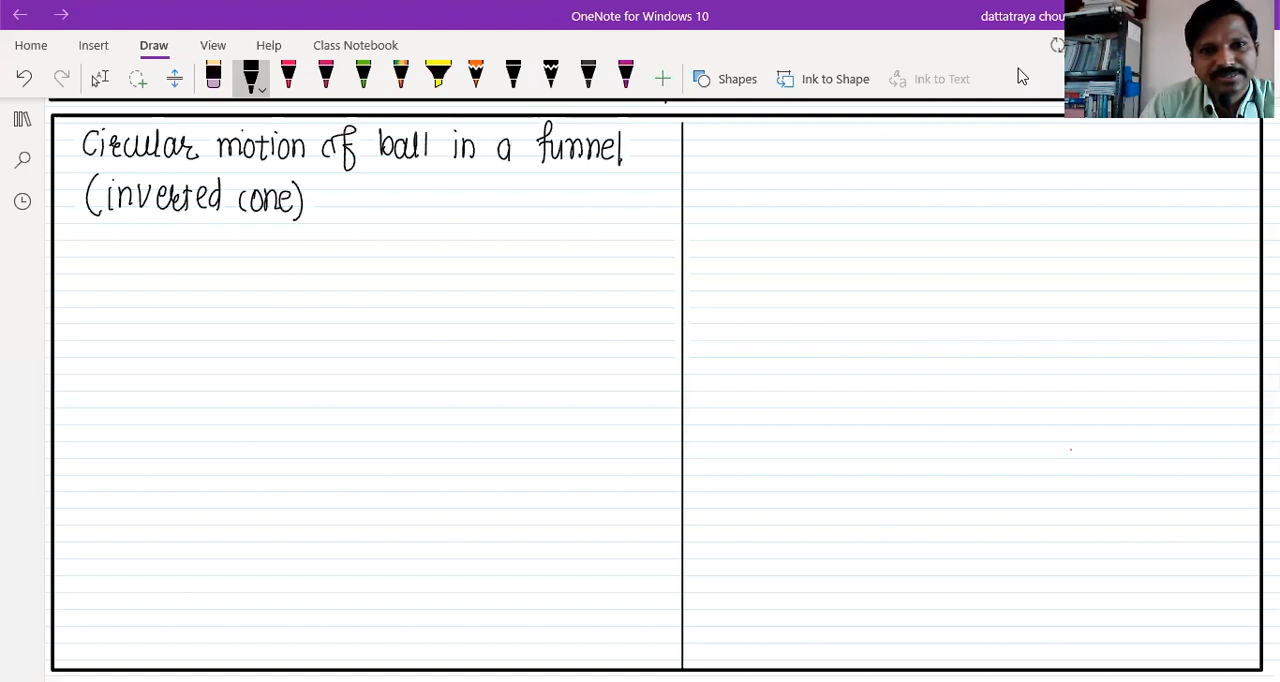 OneNote for Windows 10
dattatraya chou
Home Insert Draw View Help Class Notebook
Shapes Ink to Shape Ink to Text
Circular motion of ball in a funnel
(inverted cone)